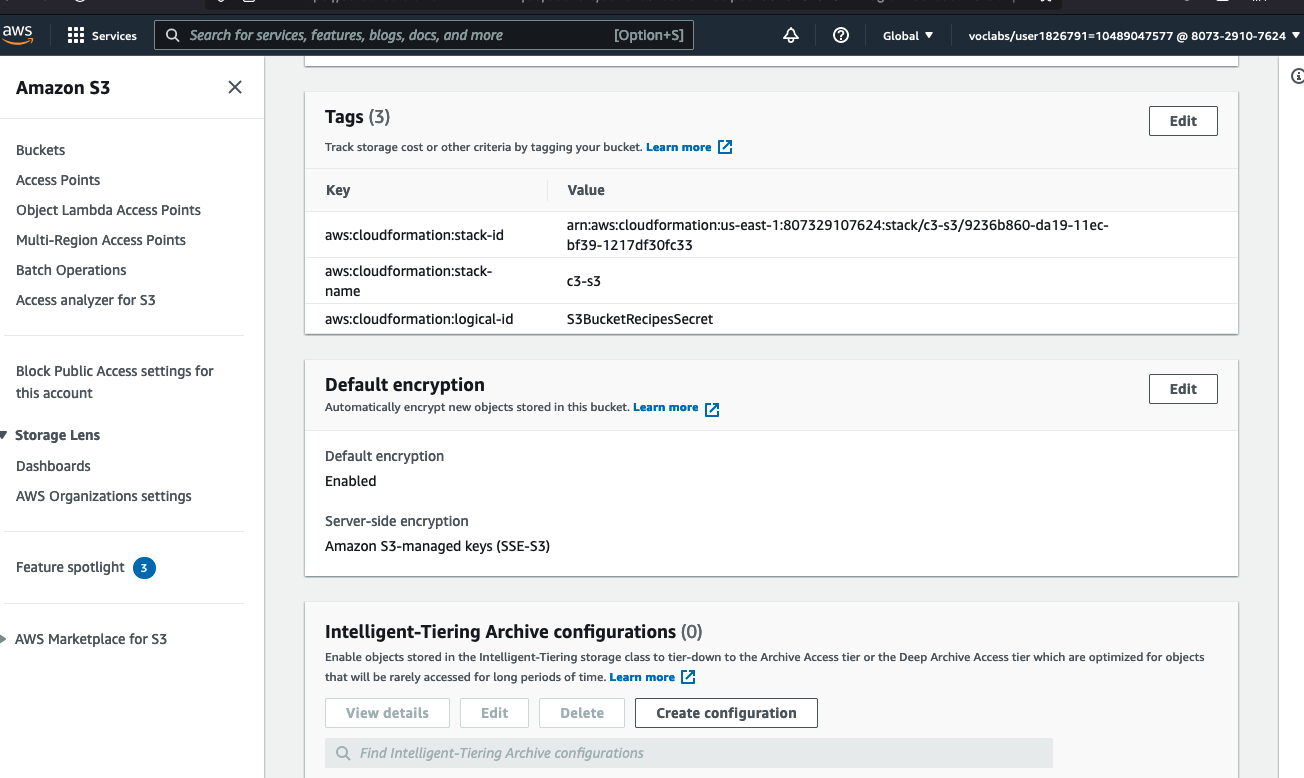 aws
Services
Search for services, features, blogs, docs, and more
[Option+S]
Global
voclabs/user1826791=10489047577 @ 8073-2910-7624
Amazon S3
Buckets
Access Points
Object Lambda Access Points
Multi-Region Access Points
Batch Operations
Access analyzer for S3
Block Public Access settings for
this account
Storage Lens
Dashboards
AWS Organizations settings
Feature spotlight 3
AWS Marketplace for S3
Tags (3)
Edit
Track storage cost or other criteria by tagging your bucket. Learn more
Key Value
aws:cloudformation:stack-id
arn:aws:cloudformation:us-east-1:807329107624:stack/c3-s3/9236b860-da19-11ec-
bf39-1217df30fc33
aws:cloudformation:stack-
name
c3-s3
aws:cloudformation:logical-id S3BucketRecipesSecret
Default encryption
Edit
Automatically encrypt new objects stored in this bucket. Learn more
Default encryption
Enabled
Server-side encryption
Amazon S3-managed keys (SSE-S3)
Intelligent-Tiering Archive configurations (0)
Enable objects stored in the Intelligent-Tiering storage class to tier-down to the Archive Access tier or the Deep Archive Access tier which are optimized for objects
that will be rarely accessed for long periods of time. Learn more
View details Edit Delete Create configuration
Find Intelligent-Tiering Archive configurations